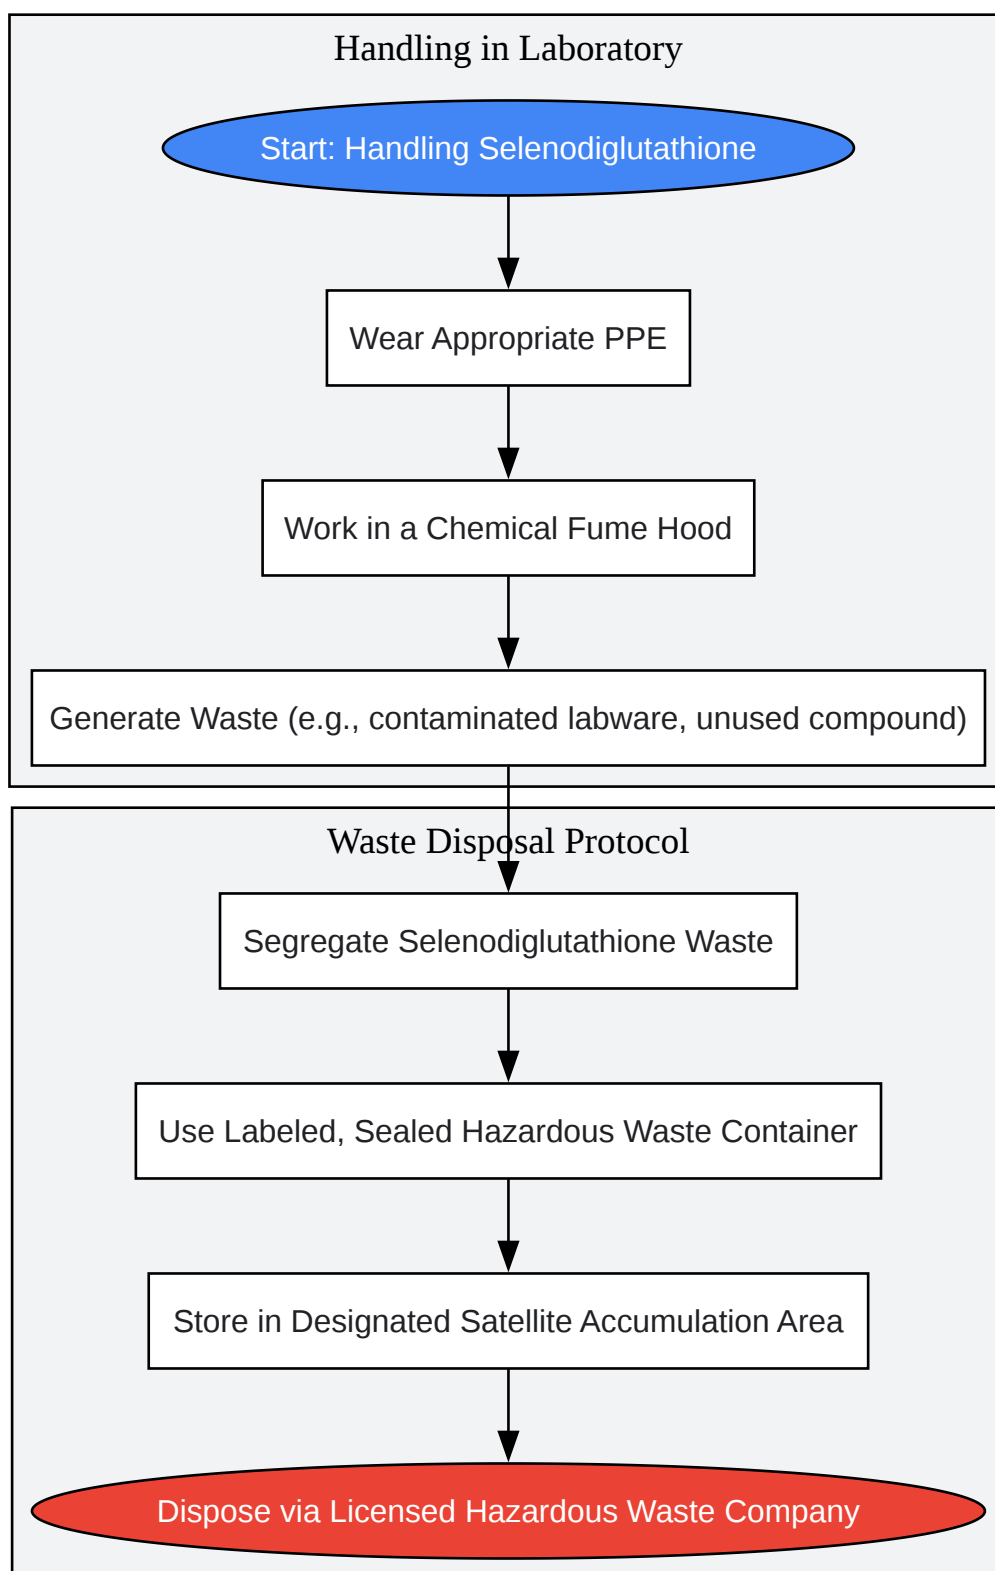 Handling in Laboratory
Start: Handling Selenodiglutathione
Wear Appropriate PPE
Work in a Chemical Fume Hood
Generate Waste (e.g., contaminated labware, unused compound)
Waste Disposal Protocol
Segregate Selenodiglutathione Waste
Use Labeled, Sealed Hazardous Waste Container
Store in Designated Satellite Accumulation Area
Dispose via Licensed Hazardous Waste Company